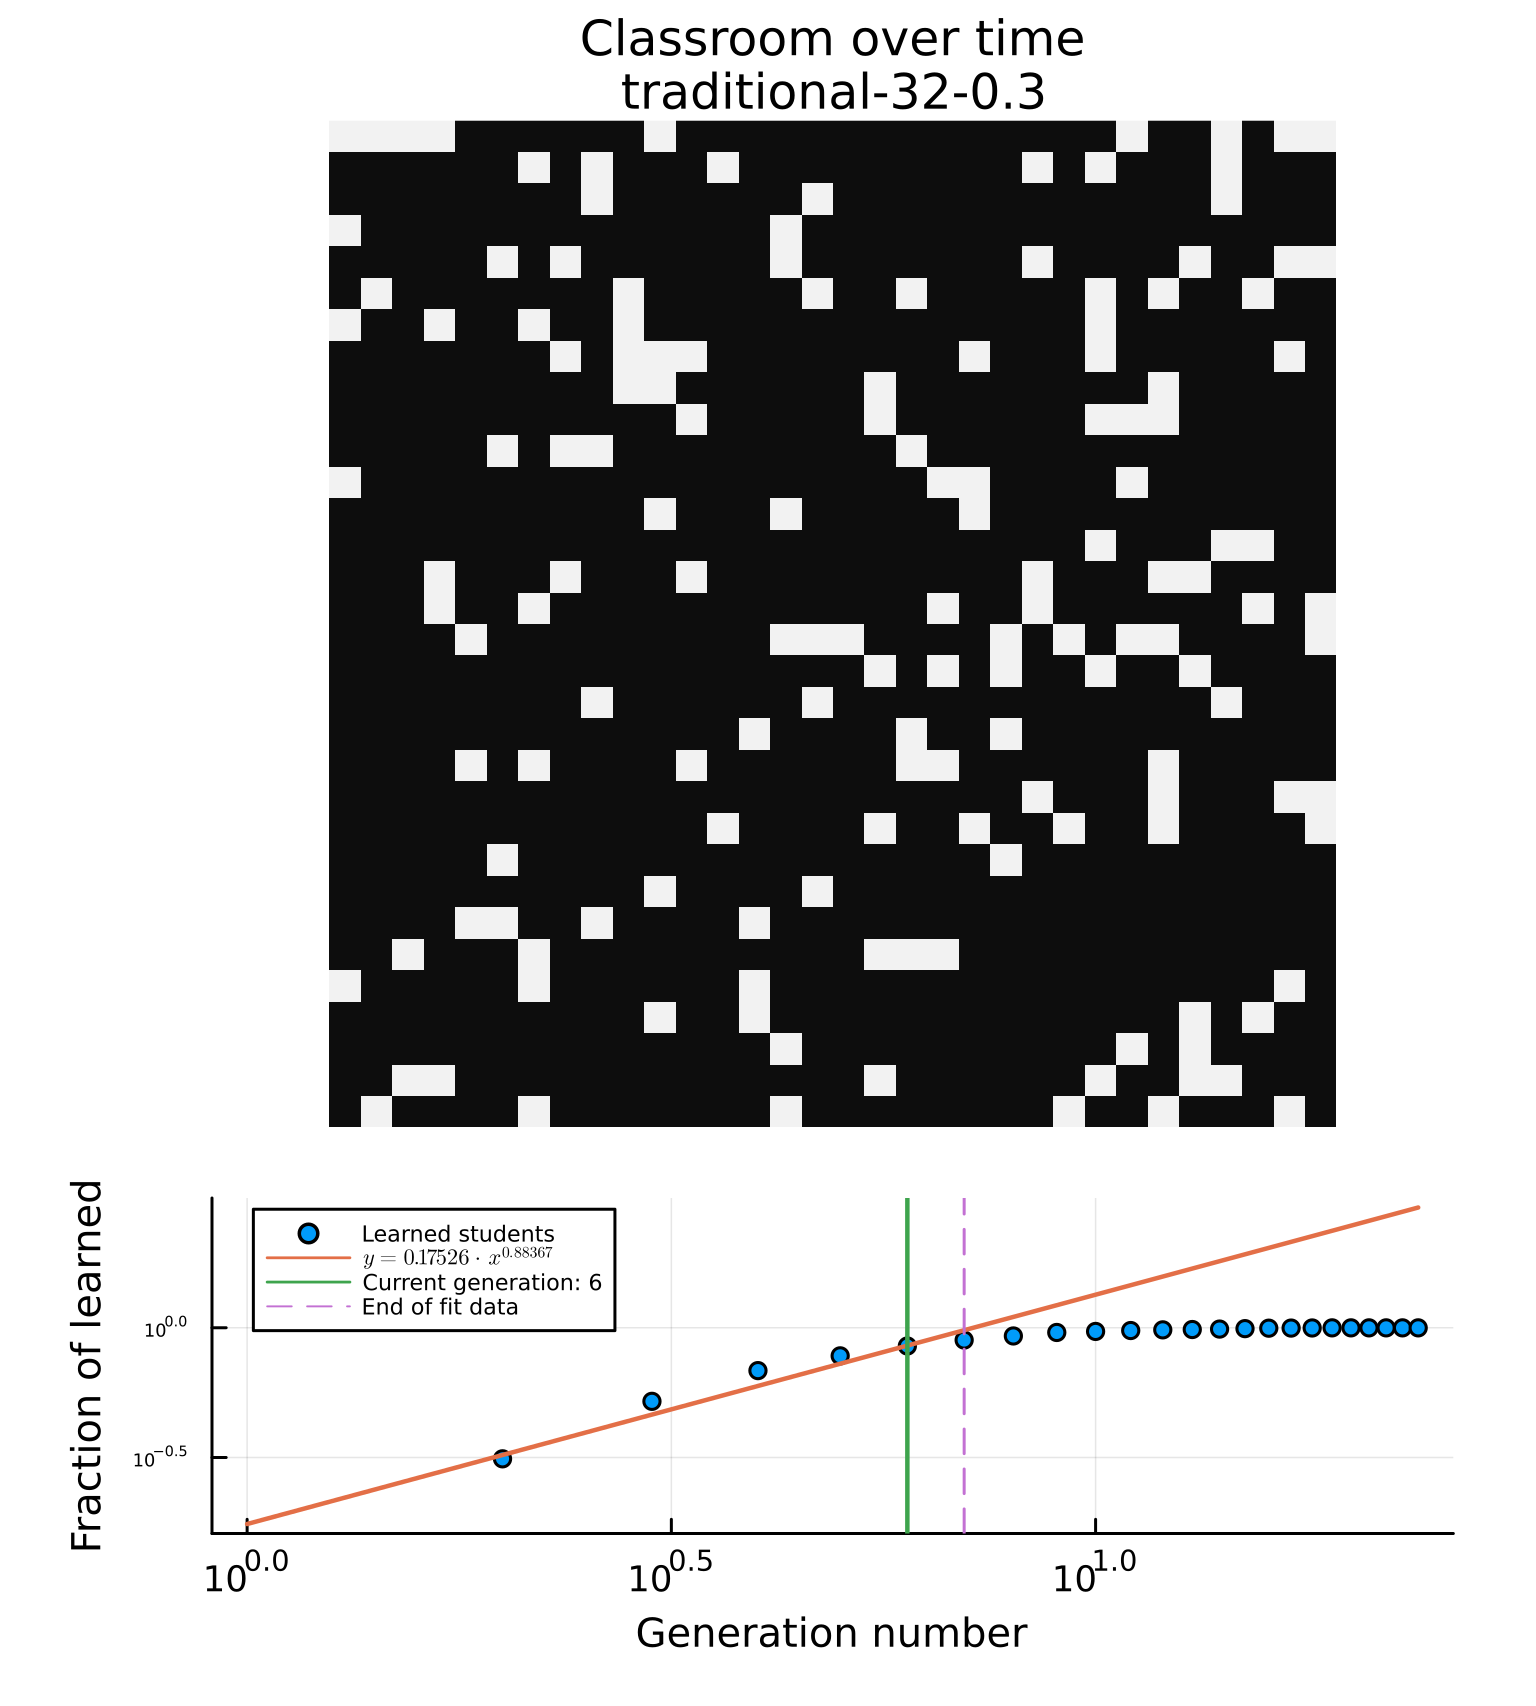 Classroom over time
traditional-32-0.3
Fraction of learned
Learned students
y = 0.17526 · x^0.88367
Current generation: 6
End of fit data
10^0.0
10^−0.5
10^0.0
10^0.5
10^1.0
Generation number